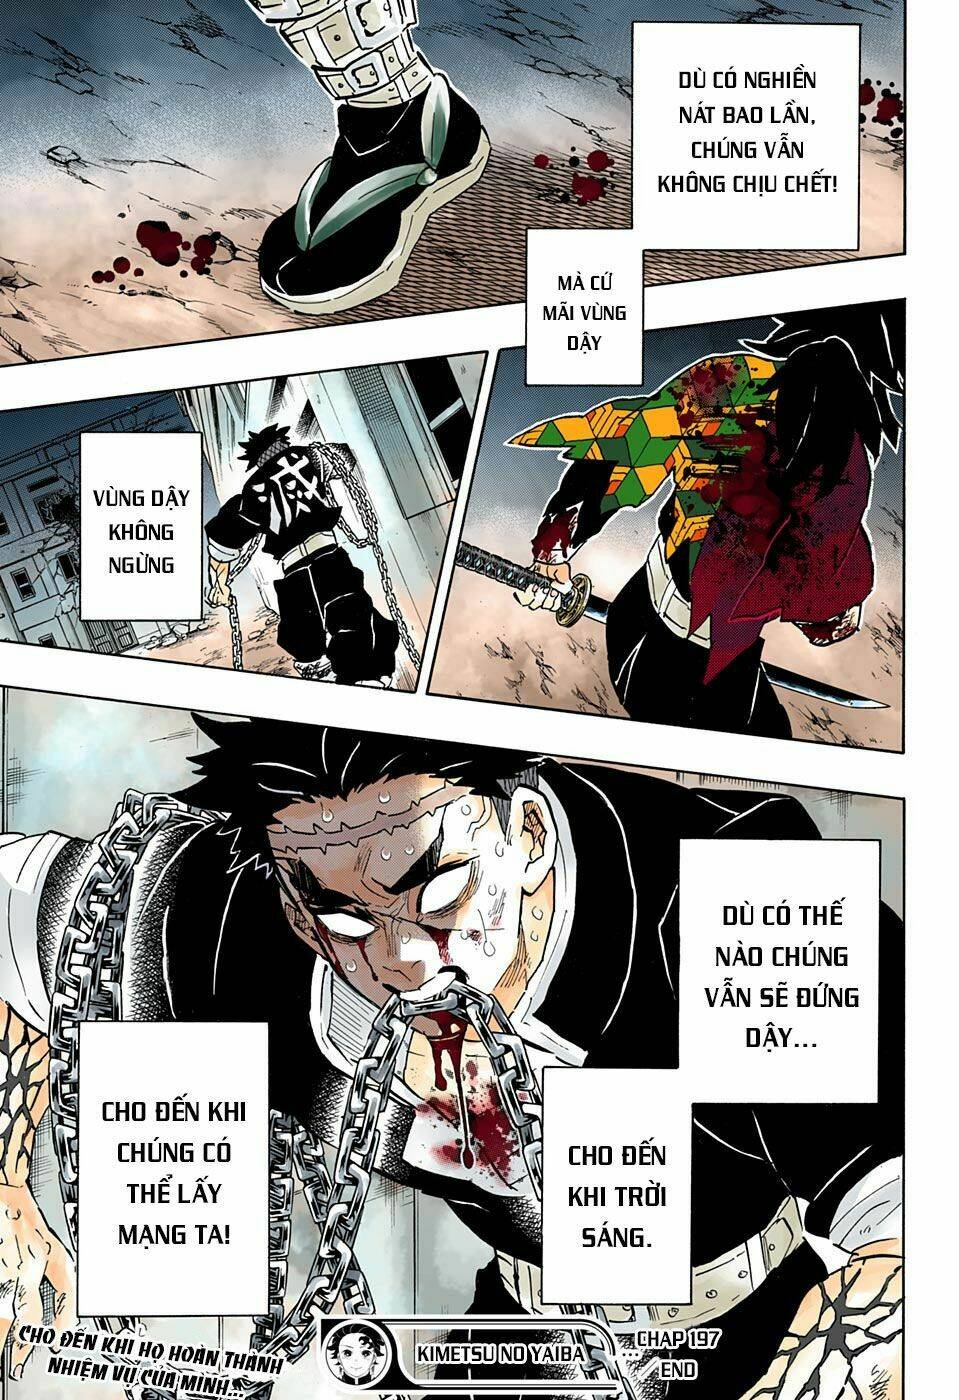 DÙ CÓ NGHIỀN
NÁT BAO LẦN,
CHÚNG VẪN
KHÔNG CHỊU CHẾT!
MÀ CỨ
MÃI VÙNG
DẬY
VÙNG DẬY
KHÔNG
NGỪNG
滅
DÙ CÓ THẾ
NÀO CHÚNG
VẪN SẼ ĐỨNG
DẬY...
CHO ĐẾN
KHI TRỜI
SÁNG.
CHO ĐẾN KHI
CHÚNG CÓ
THỂ LẤY
MẠNG TA!
CHO ĐẾN KHI HỌ HOÀN THÀNH
NHIỆM VỤ CỦA MÌNH...
KIMETSU NO YAIBA
CHAP 197
...
END